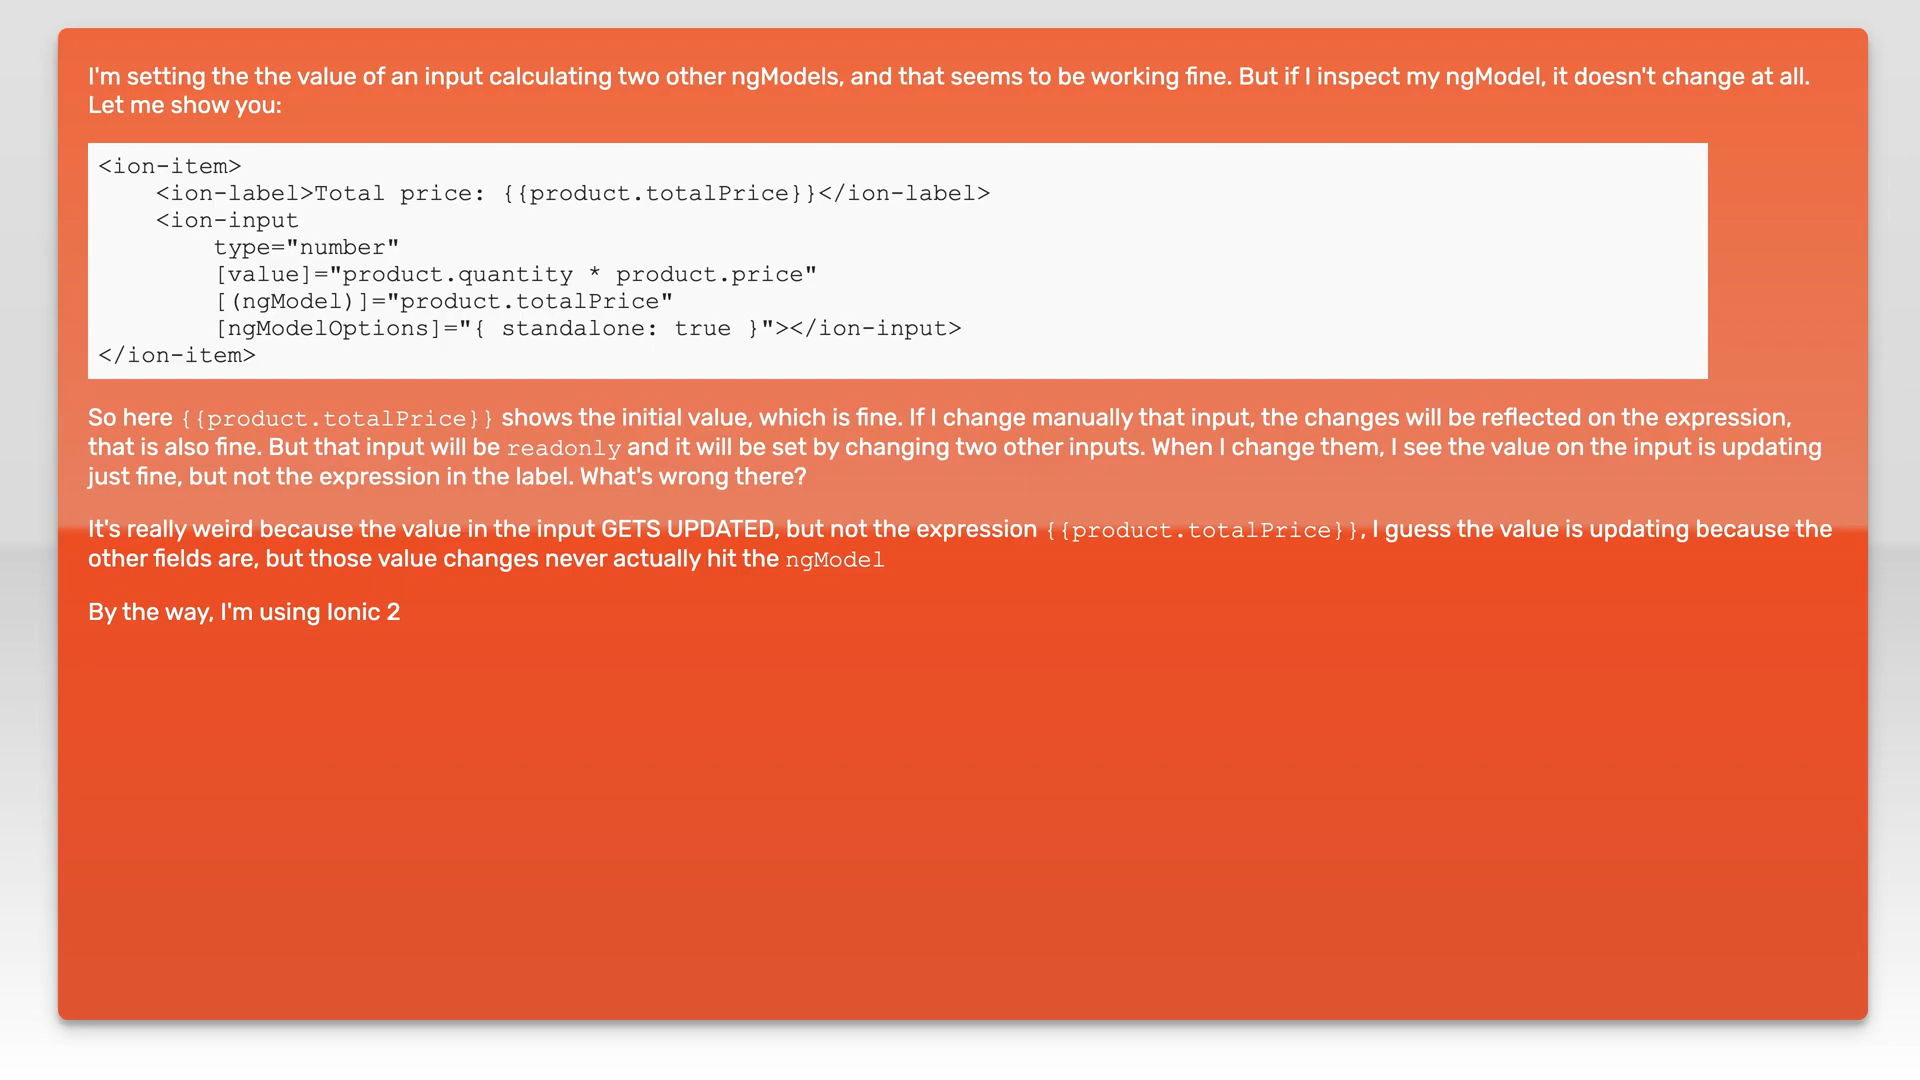 I'm setting the the value of an input calculating two other ngModels, and that seems to be working fine. But if I inspect my ngModel, it doesn't change at all.
Let me show you:
<ion-item>
    <ion-label>Total price: {{product.totalPrice}}</ion-label>
    <ion-input
        type="number"
        [value]="product.quantity * product.price"
        [(ngModel)]="product.totalPrice"
        [ngModelOptions]="{ standalone: true }"></ion-input>
</ion-item>
So here {{product.totalPrice}} shows the initial value, which is fine. If I change manually that input, the changes will be reflected on the expression,
that is also fine. But that input will be readonly and it will be set by changing two other inputs. When I change them, I see the value on the input is updating
just fine, but not the expression in the label. What's wrong there?
It's really weird because the value in the input GETS UPDATED, but not the expression {{product.totalPrice}}, I guess the value is updating because the
other fields are, but those value changes never actually hit the ngModel
By the way, I'm using Ionic 2